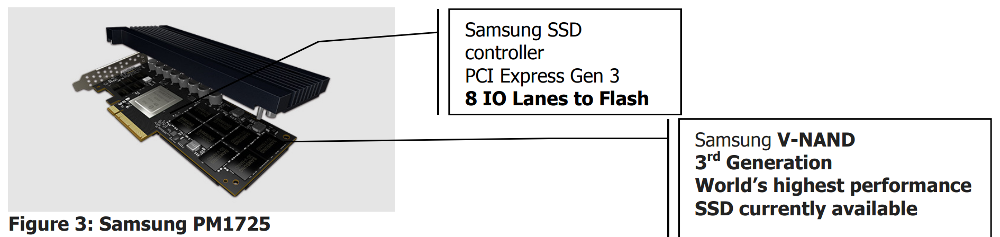 Samsung SSD
controller
PCI Express Gen 3
8 IO Lanes to Flash
Samsung V-NAND
3rd Generation
World's highest performance
SSD currently available
Figure 3: Samsung PM1725
SAMSUNG